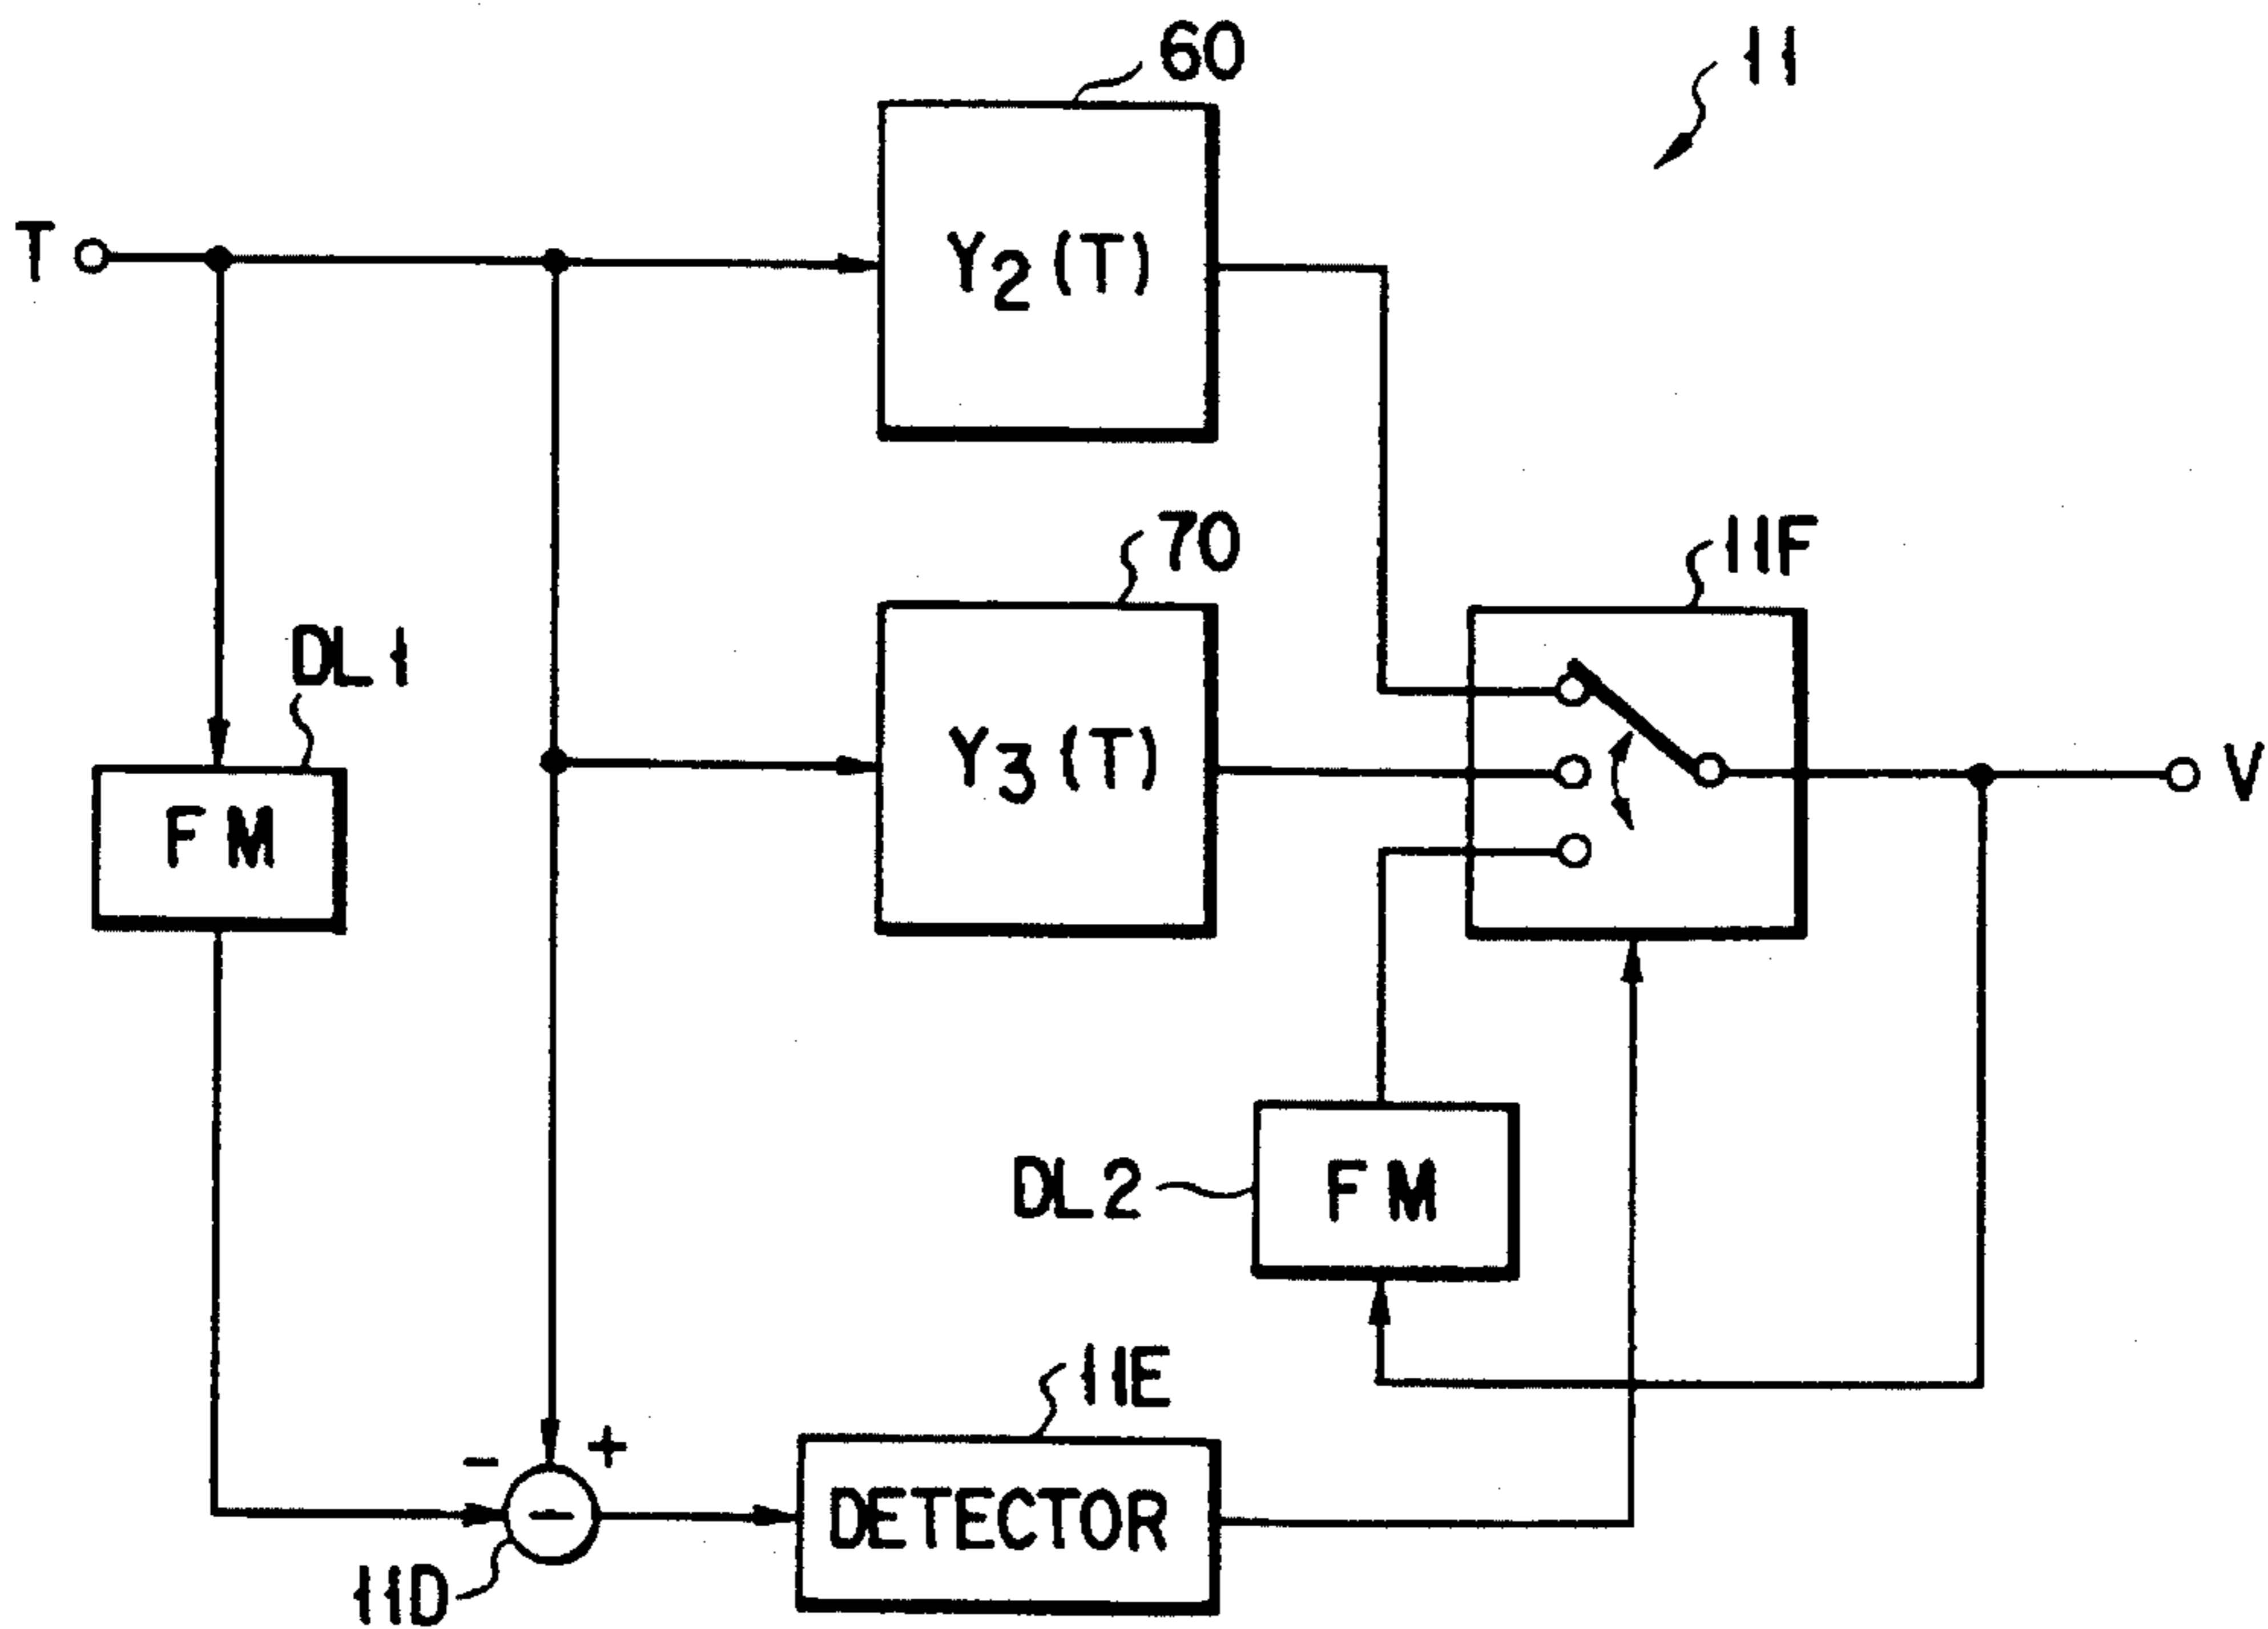 60
11
T
Y2(T)
70
11F
DL1
Y3(T)
V
FM
DL2
FM
11E
- +
-
DETECTOR
11D